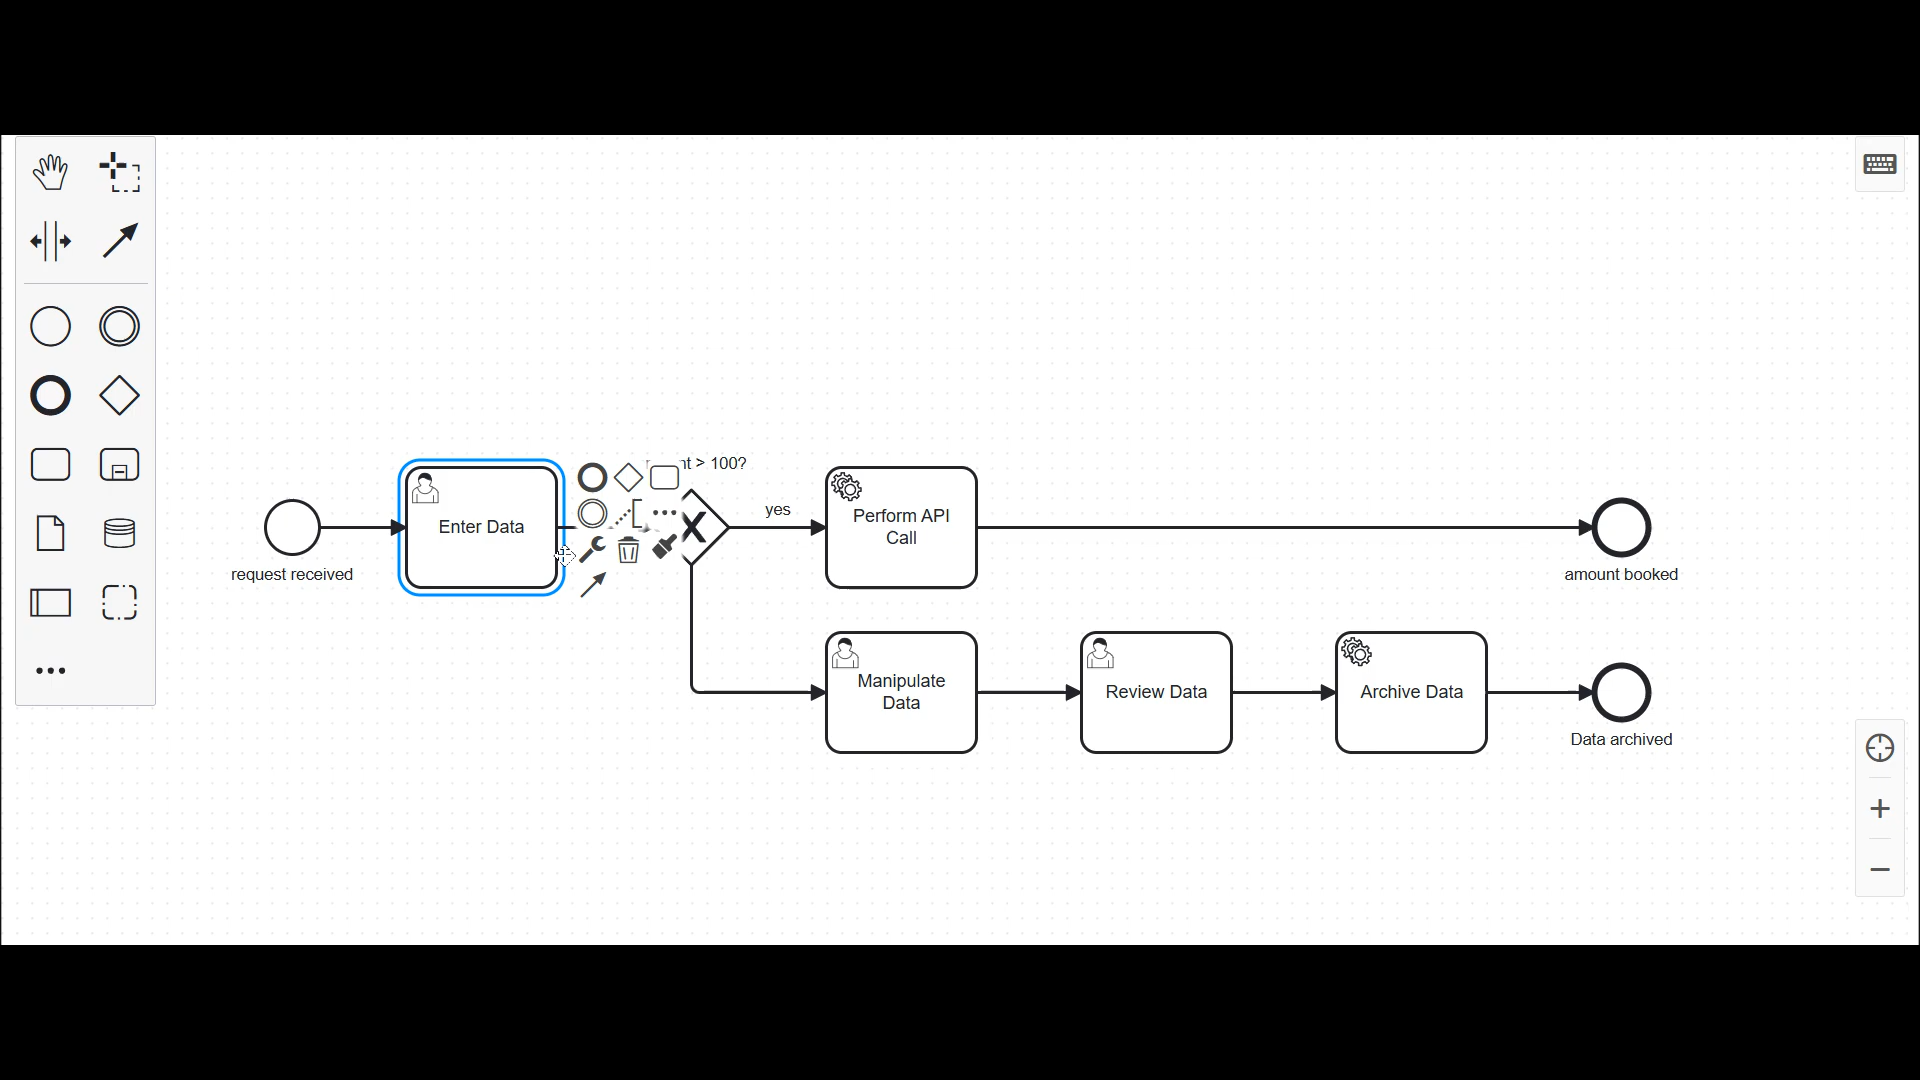 > 100?
yes
Enter Data
Perform API
Call
request received
amount booked
Manipulate
Data
Review Data
Archive Data
Data archived